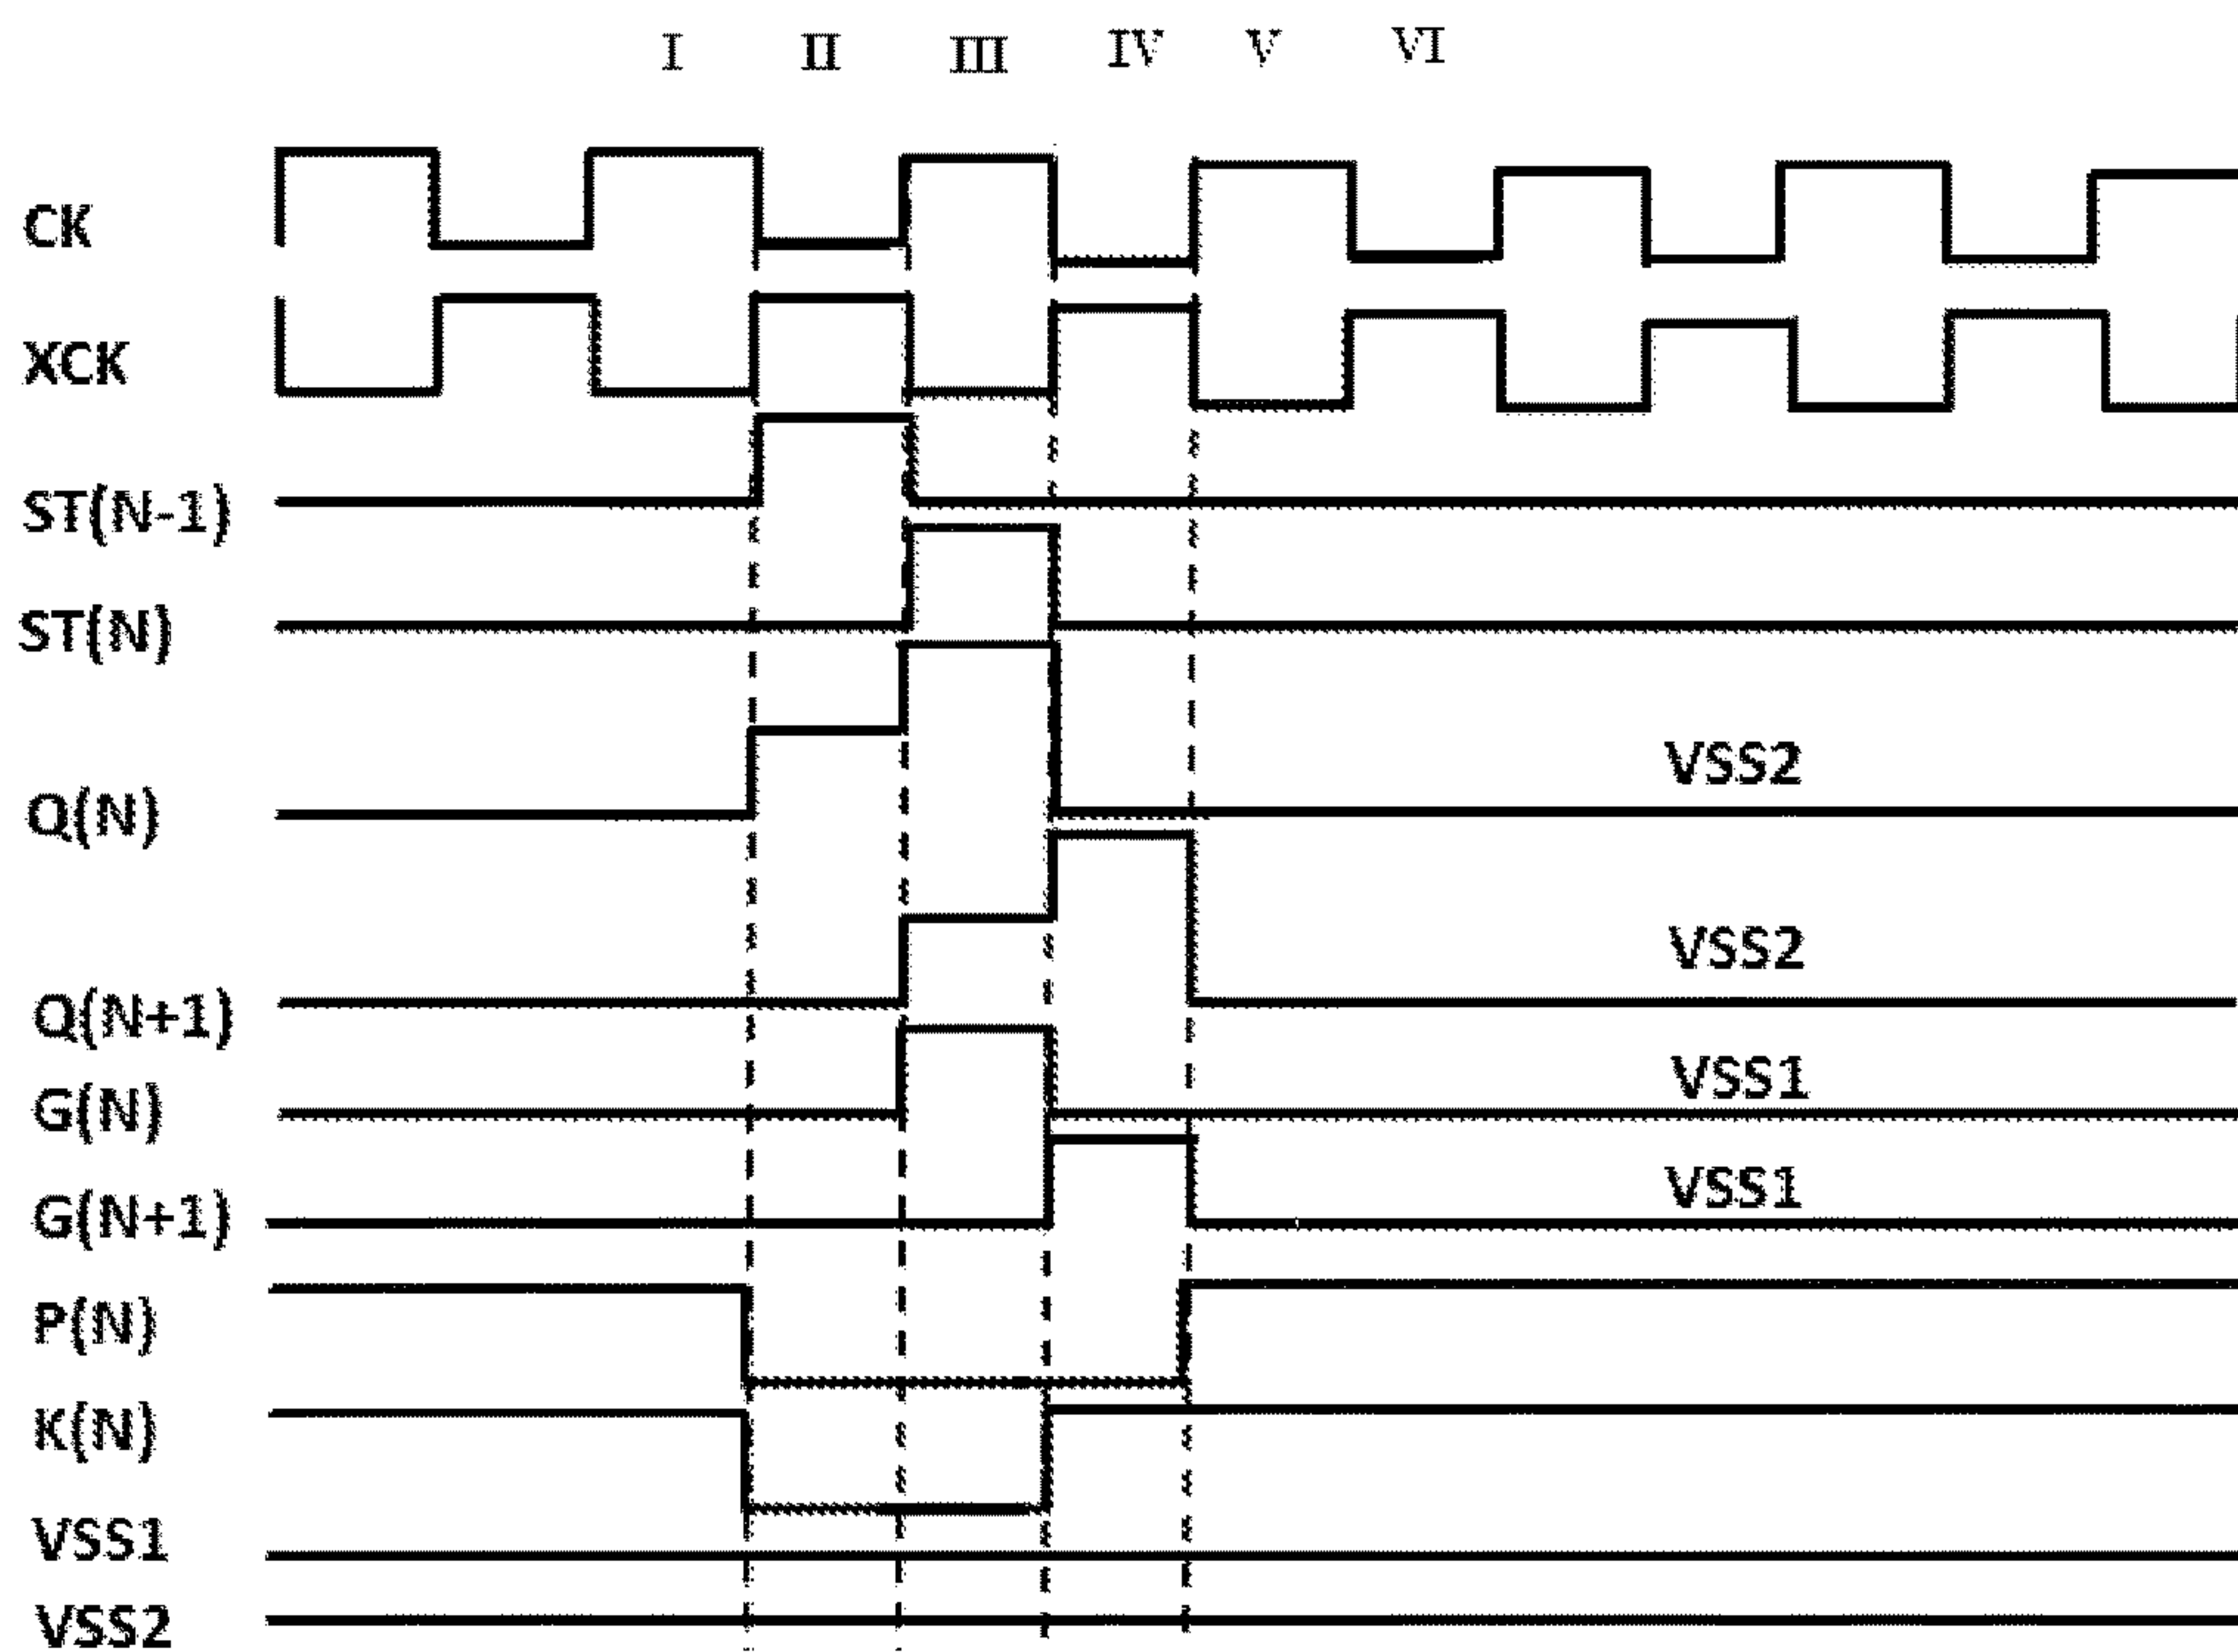 I II III IV V VI
CK
XCK
ST(N-1)
ST(N)
VSS2
Q(N)
VSS2
Q(N+1)
VSS1
G(N)
VSS1
G(N+1)
P(N)
K(N)
VSS1
VSS2